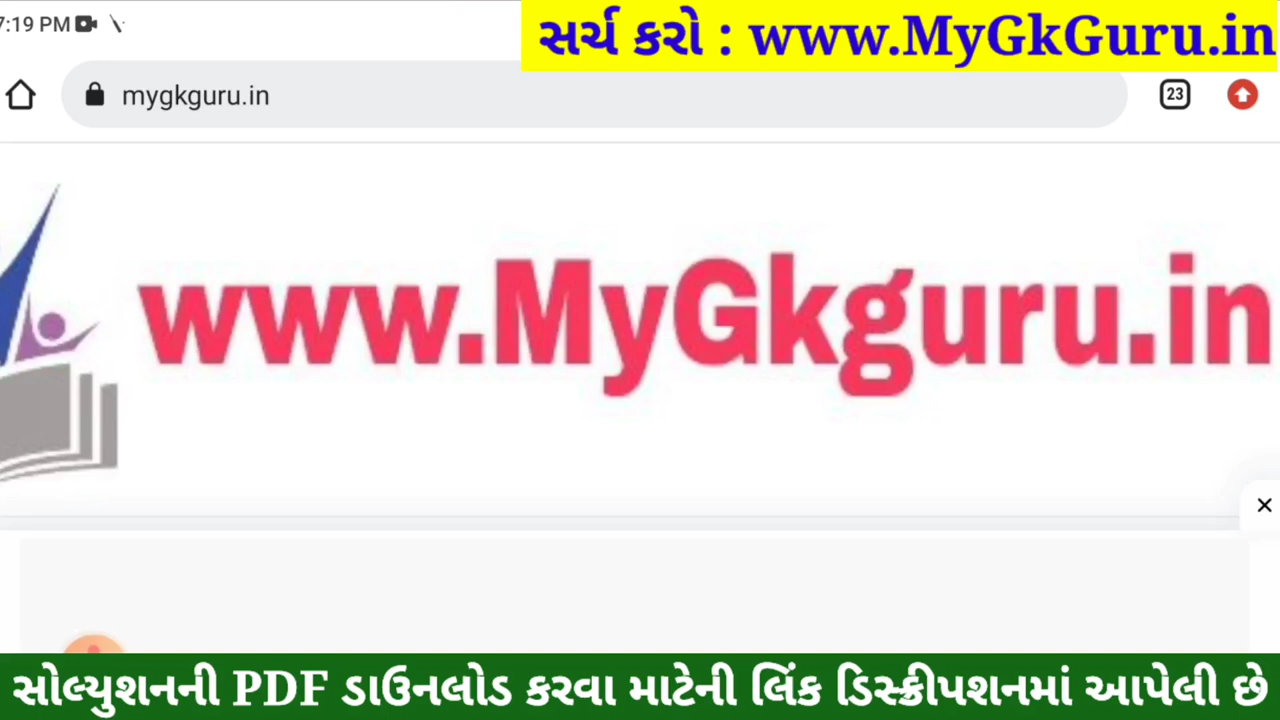 7:19 PM
સર્ચ કરો : www.MyGkGuru.in
mygkguru.in
23
www.MyGkguru.in
સોલ્યુશનની PDF ડાઉનલોડ કરવા માટેની લિંક ડિસ્ક્રીપશનમાં આપેલી છે